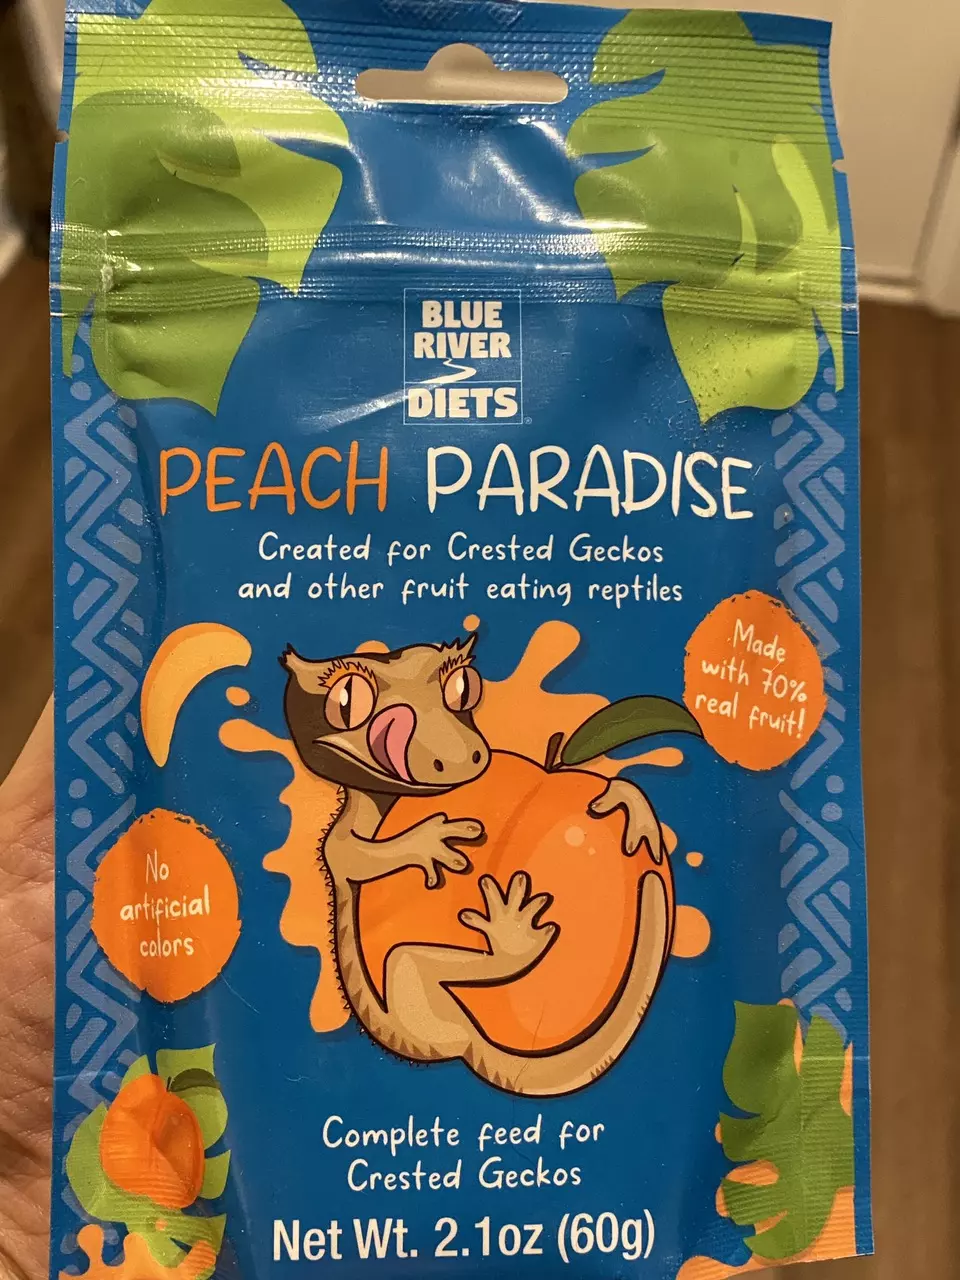 BLUE
RIVER
DIETS
PEACH PARADISE
Created for Crested Geckos
and other fruit eating reptiles
Made
with 70%
real fruit!
No
artificial
colors
Complete feed for
Crested Geckos
Net Wt. 2.1oz (60g)